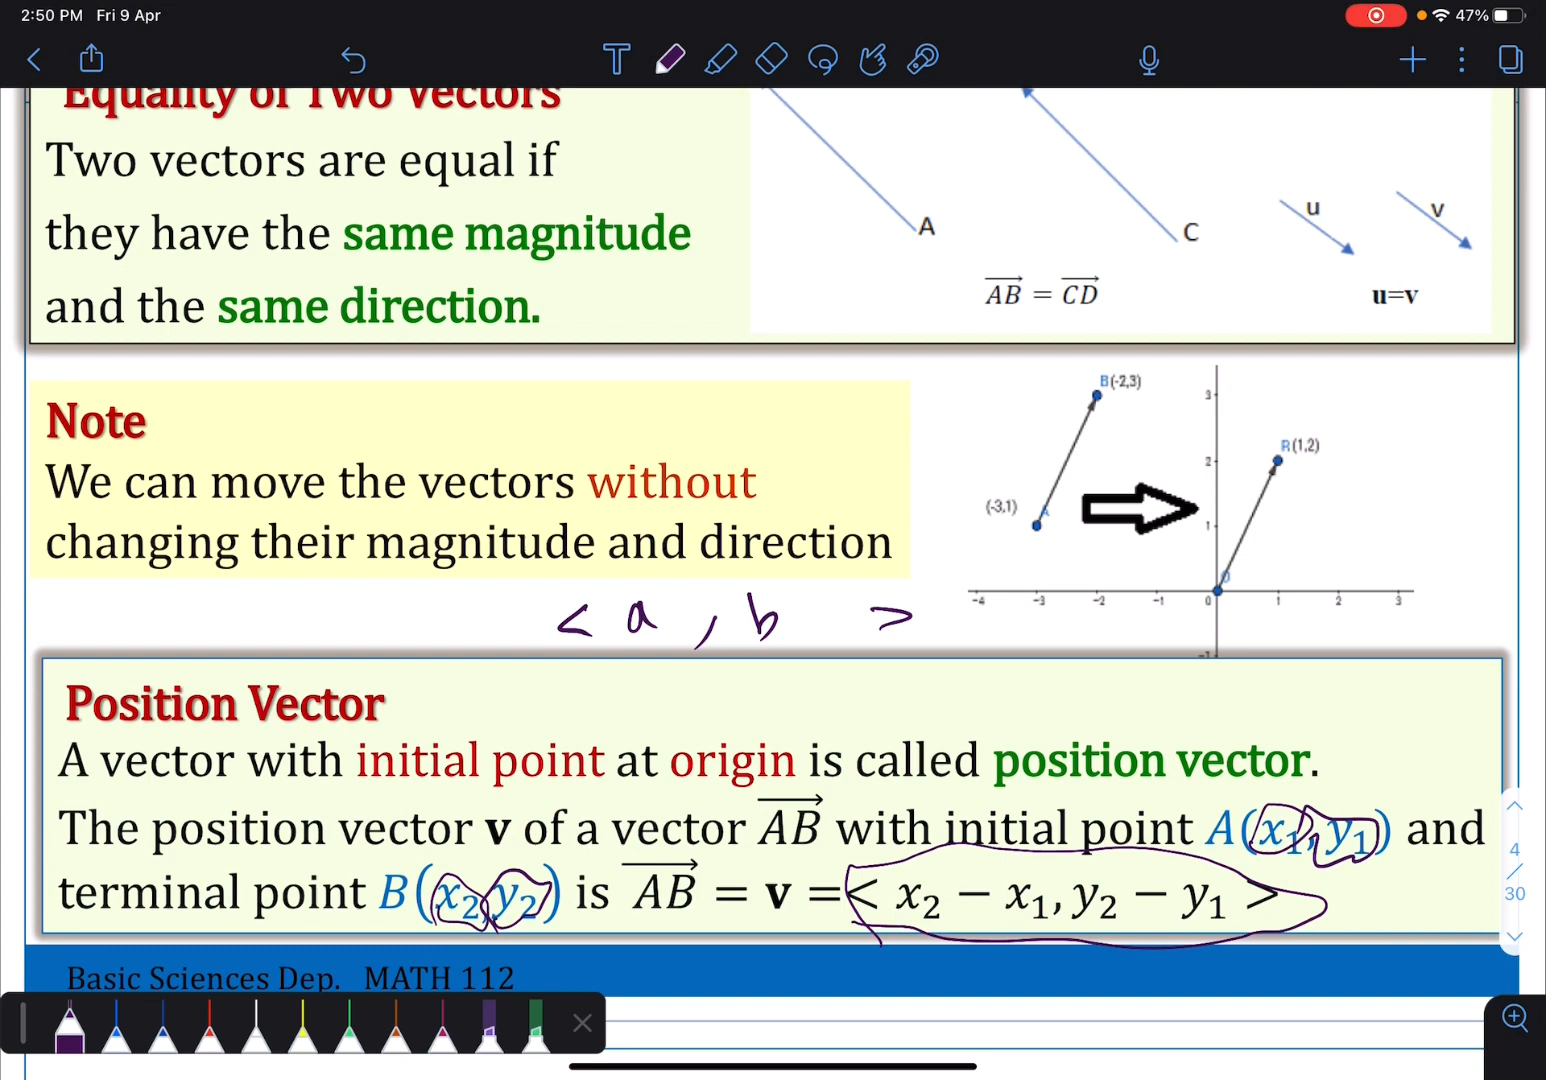 2:50 PM Fri 9 Apr
47%
Equality of Two Vectors
Two vectors are equal if
they have the same magnitude
and the same direction.
A
C
u
v
AB = CD
u=v
Note
We can move the vectors without
changing their magnitude and direction
B(-2,3)
3
R(1,2)
2
(-3,1)
A
1
0
-4 -3 -2 -1 0 1 2 3
-1
< a , b >
Position Vector
A vector with initial point at origin is called position vector.
The position vector v of a vector AB with initial point A(x₁, y₁) and
terminal point B(x₂, y₂) is AB = v =< x₂ − x₁, y₂ − y₁ >
4
/
30
Basic Sciences Dep. MATH 112